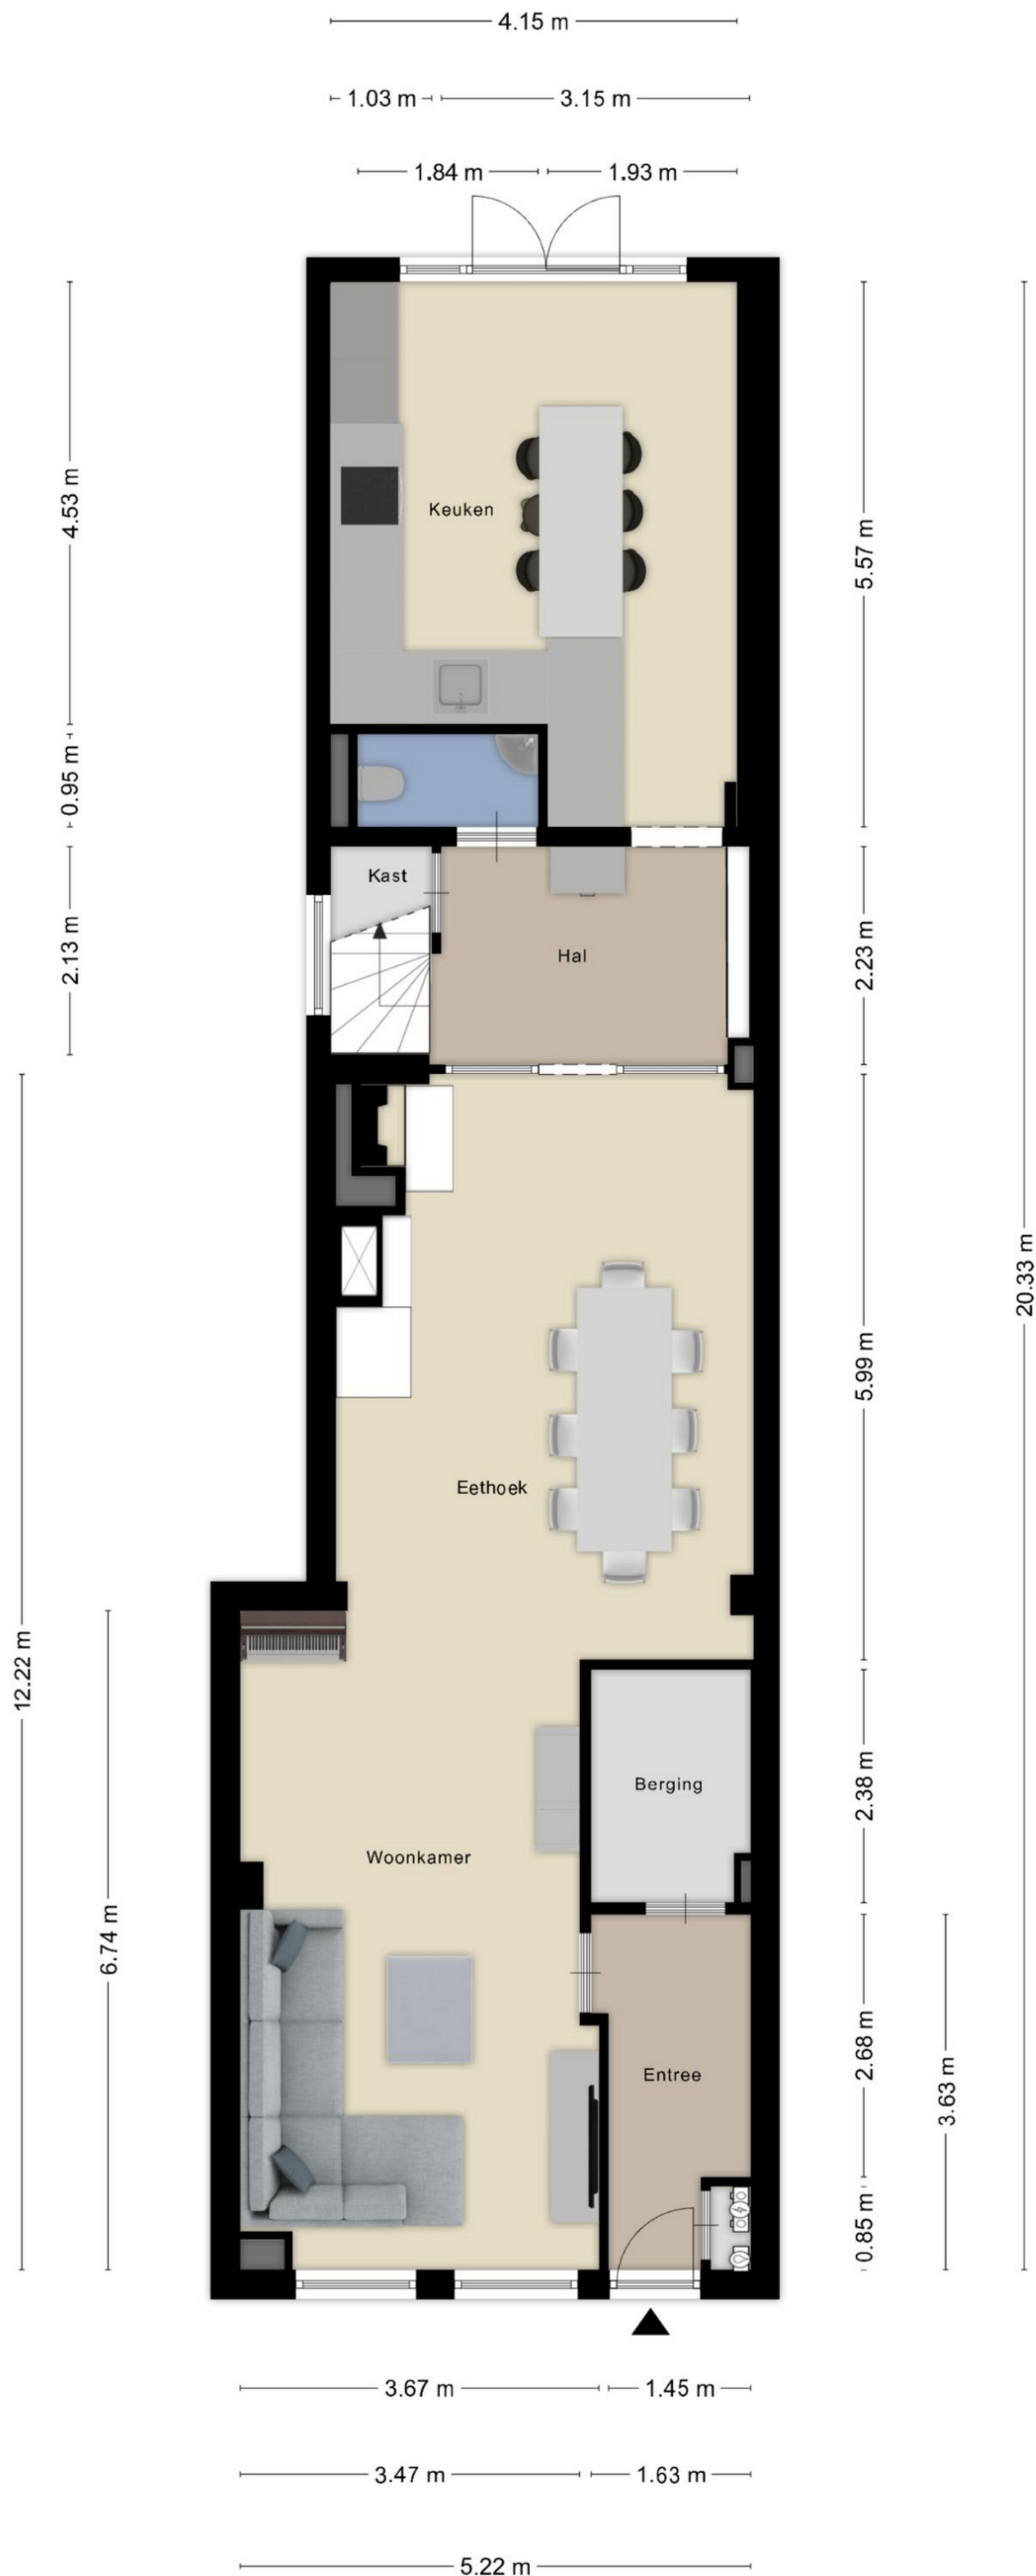 4.15 m
1.03 m
3.15 m
1.84 m
1.93 m
4.53 m
Keuken
5.57 m
0.95 m
Kast
2.13 m
Hal
2.23 m
20.33 m
5.99 m
Eethoek
12.22 m
Berging
2.38 m
Woonkamer
6.74 m
2.68 m
Entree
3.63 m
0.85 m
3.67 m
1.45 m
3.47 m
1.63 m
5.22 m